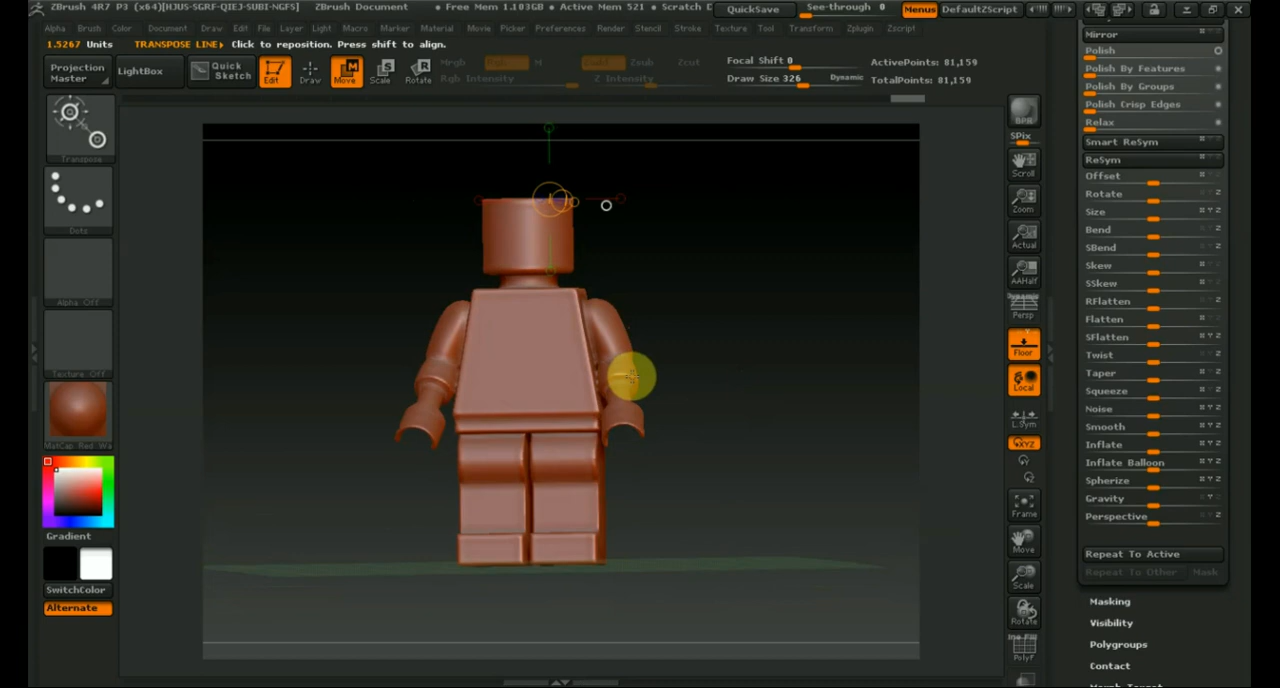 ZBrush 4R7 P3 (x64)[HJUS-SGRF-QIEJ-SUBI-NGFS] ZBrush Document • Free Mem 1.103GB • Active Mem 521 • Scratch D QuickSave See-through 0 Menus DefaultZScript
Alpha Brush Color Document Draw Edit File Layer Light Macro Marker Material Movie Picker Preferences Render Stencil Stroke Texture Tool Transform Zplugin Zscript
1.5267 Units TRANSPOSE LINE Click to reposition. Press shift to align.
Projection Master
LightBox
Quick Sketch
Edit
Draw
Move
Scale
Rotate
Mrgb Rgb M
Rgb Intensity
Zadd Zsub Zcut
Z Intensity
Focal Shift 0
Draw Size 326 Dynamic
ActivePoints: 81,159
TotalPoints: 81,159
Transpose
Dots
Alpha Off
Texture Off
MatCap Red Wa
Gradient
SwitchColor
Alternate
BPR
SPix
Scroll
Zoom
Actual
AAHalf
Dynamic
Persp
Floor
Local
L.Sym
XYZ
Frame
Move
Scale
Rotate
PolyF
Mirror
Polish
Polish By Features
Polish By Groups
Polish Crisp Edges
Relax
Smart ReSym
ReSym
Offset
Rotate
Size
Bend
SBend
Skew
SSkew
RFlatten
Flatten
SFlatten
Twist
Taper
Squeeze
Noise
Smooth
Inflate
Inflate Balloon
Spherize
Gravity
Perspective
Repeat To Active
Repeat To Other Mask
Masking
Visibility
Polygroups
Contact
Morph Target